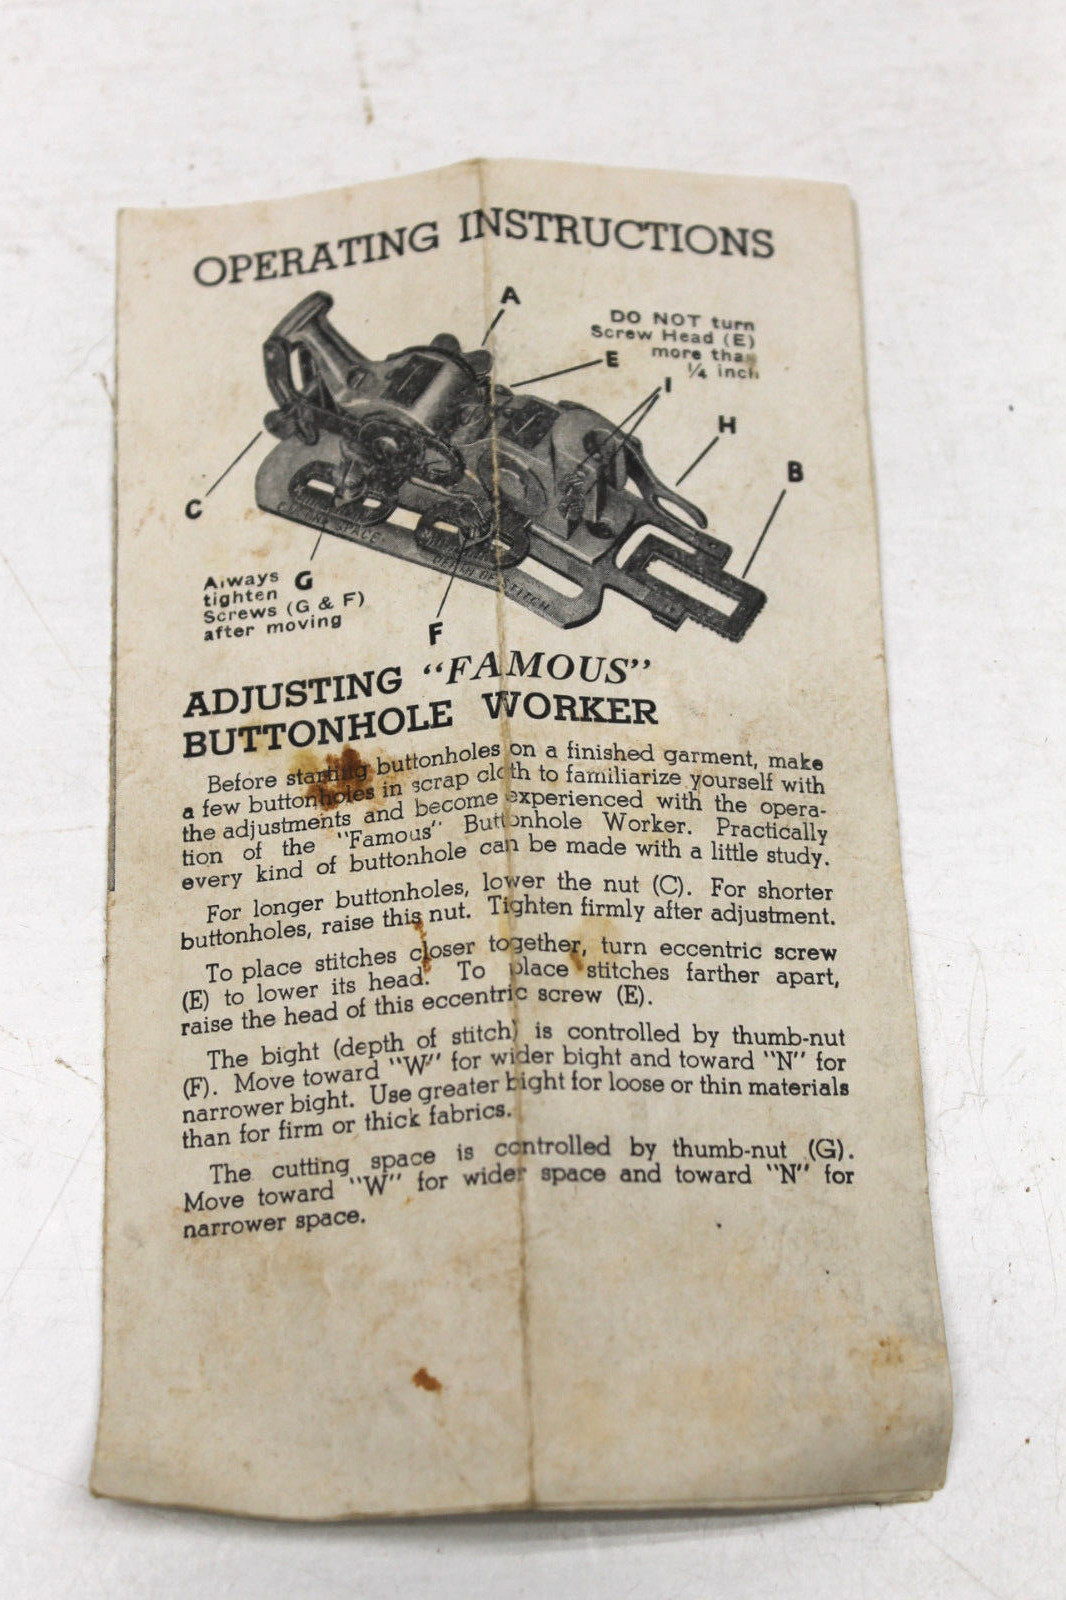 OPERATING INSTRUCTIONS
A
DO NOT turn
Screw Head (E)
more than
1/4 inch
E
I
H
B
C
CUTTING SPACE
DEPTH OF STITCH
Always G
tighten
Screws (G & F)
after moving
F
ADJUSTING "FAMOUS"
BUTTONHOLE WORKER
Before starting buttonholes on a finished garment, make
a few buttonholes in scrap cloth to familiarize yourself with
the adjustments and become experienced with the opera-
tion of the "Famous" Buttonhole Worker. Practically
every kind of buttonhole can be made with a little study.
For longer buttonholes, lower the nut (C). For shorter
buttonholes, raise this nut. Tighten firmly after adjustment.
To place stitches closer together, turn eccentric screw
(E) to lower its head. To place stitches farther apart,
raise the head of this eccentric screw (E).
The bight (depth of stitch) is controlled by thumb-nut
(F). Move toward "W" for wider bight and toward "N" for
narrower bight. Use greater bight for loose or thin materials
than for firm or thick fabrics.
The cutting space is controlled by thumb-nut (G).
Move toward "W" for wider space and toward "N" for
narrower space.